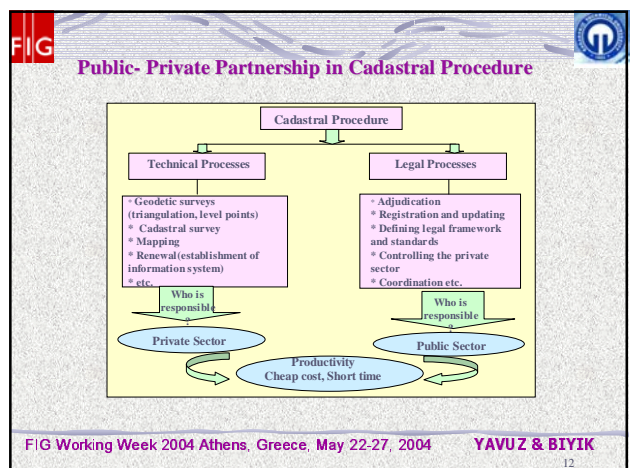 FIG
Public- Private Partnership in Cadastral Procedure
Cadastral Procedure
Technical Processes
Legal Processes
* Geodetic surveys
(triangulation, level points)
* Cadastral survey
* Mapping
* Renewal(establishment of
information system)
* etc.
* Adjudication
* Registration and updating
* Defining legal framework
and standards
* Controlling the private
sector
* Coordination etc.
Who is
responsible
?
Who is
responsible
?
Private Sector
Public Sector
Productivity
Cheap cost, Short time
FIG Working Week 2004 Athens, Greece, May 22-27, 2004
YAVUZ & BIYIK
12